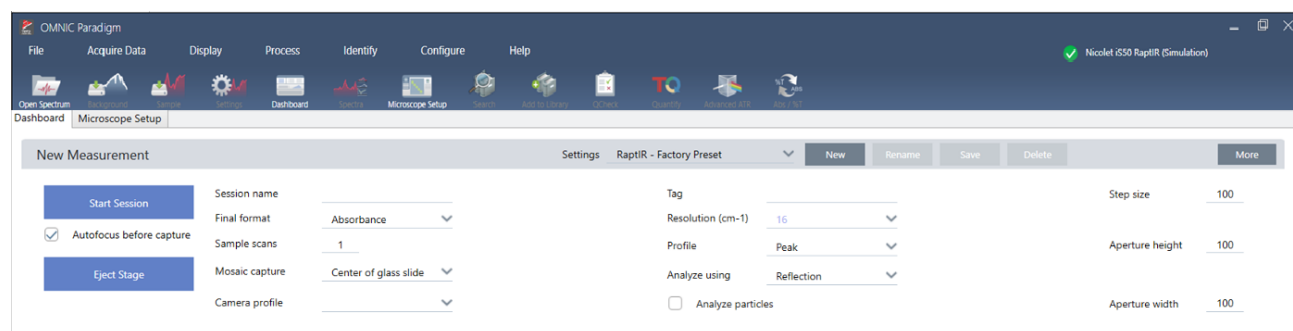 OMNIC Paradigm
File Acquire Data Display Process Identify Configure Help
Nicolet iS50 RaptIR (Simulation)
Open Spectrum Background Sample Settings Dashboard Spectra Microscope Setup Search Add to Library QCheck Quantify Advanced ATR Abs / %T
Dashboard Microscope Setup
New Measurement Settings RaptIR - Factory Preset New Rename Save Delete More
Start Session Session name Tag Step size 100
Final format Absorbance Resolution (cm-1) 16
Autofocus before capture Sample scans 1 Profile Peak Aperture height 100
Eject Stage Mosaic capture Center of glass slide Analyze using Reflection
Camera profile Analyze particles Aperture width 100